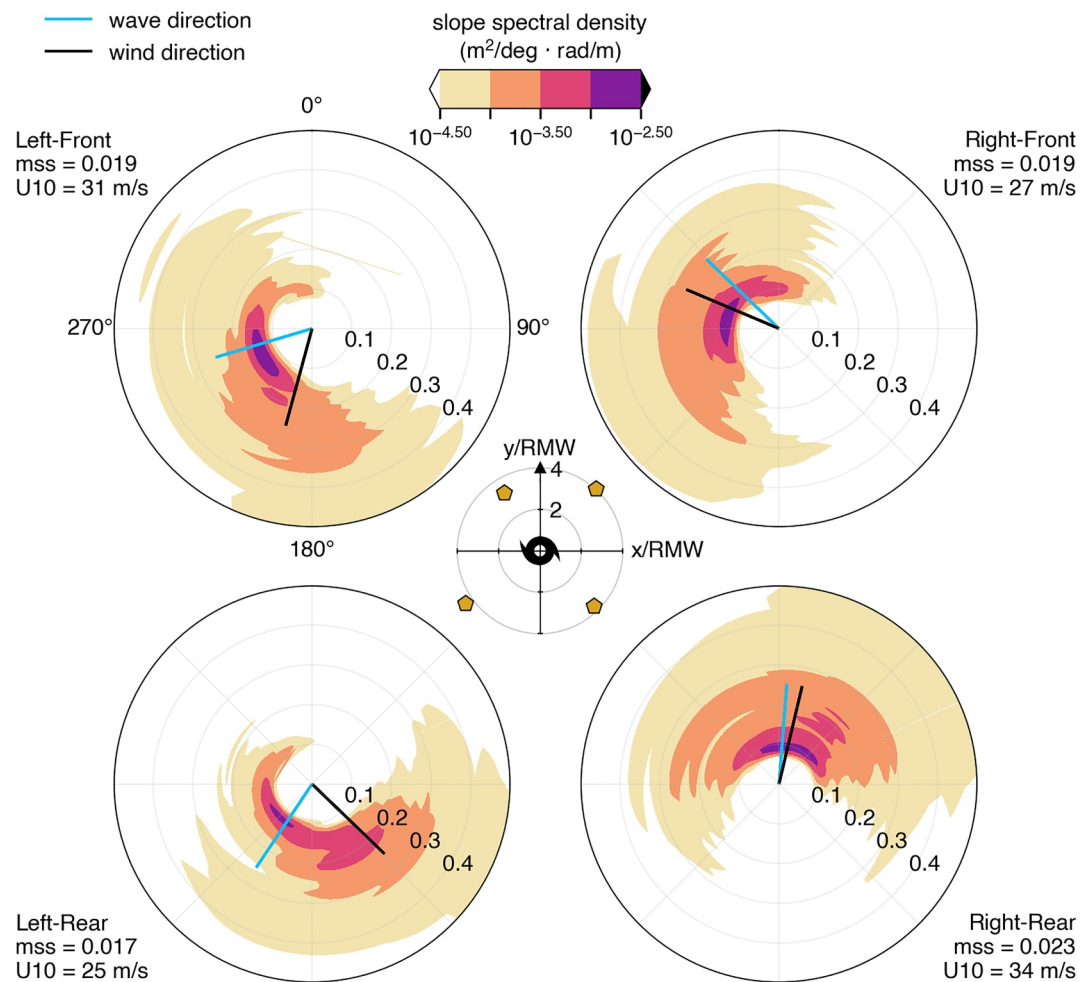 wave direction
wind direction
slope spectral density
(m²/deg · rad/m)
10⁻⁴·⁵⁰ 10⁻³·⁵⁰ 10⁻²·⁵⁰
0°
Left-Front
mss = 0.019
U10 = 31 m/s
Right-Front
mss = 0.019
U10 = 27 m/s
270°
90°
0.1
0.2
0.3
0.4
180°
0.1
0.2
0.3
0.4
y/RMW
4
2
x/RMW
0.1
0.2
0.3
0.4
Left-Rear
mss = 0.017
U10 = 25 m/s
0.1
0.2
0.3
0.4
Right-Rear
mss = 0.023
U10 = 34 m/s